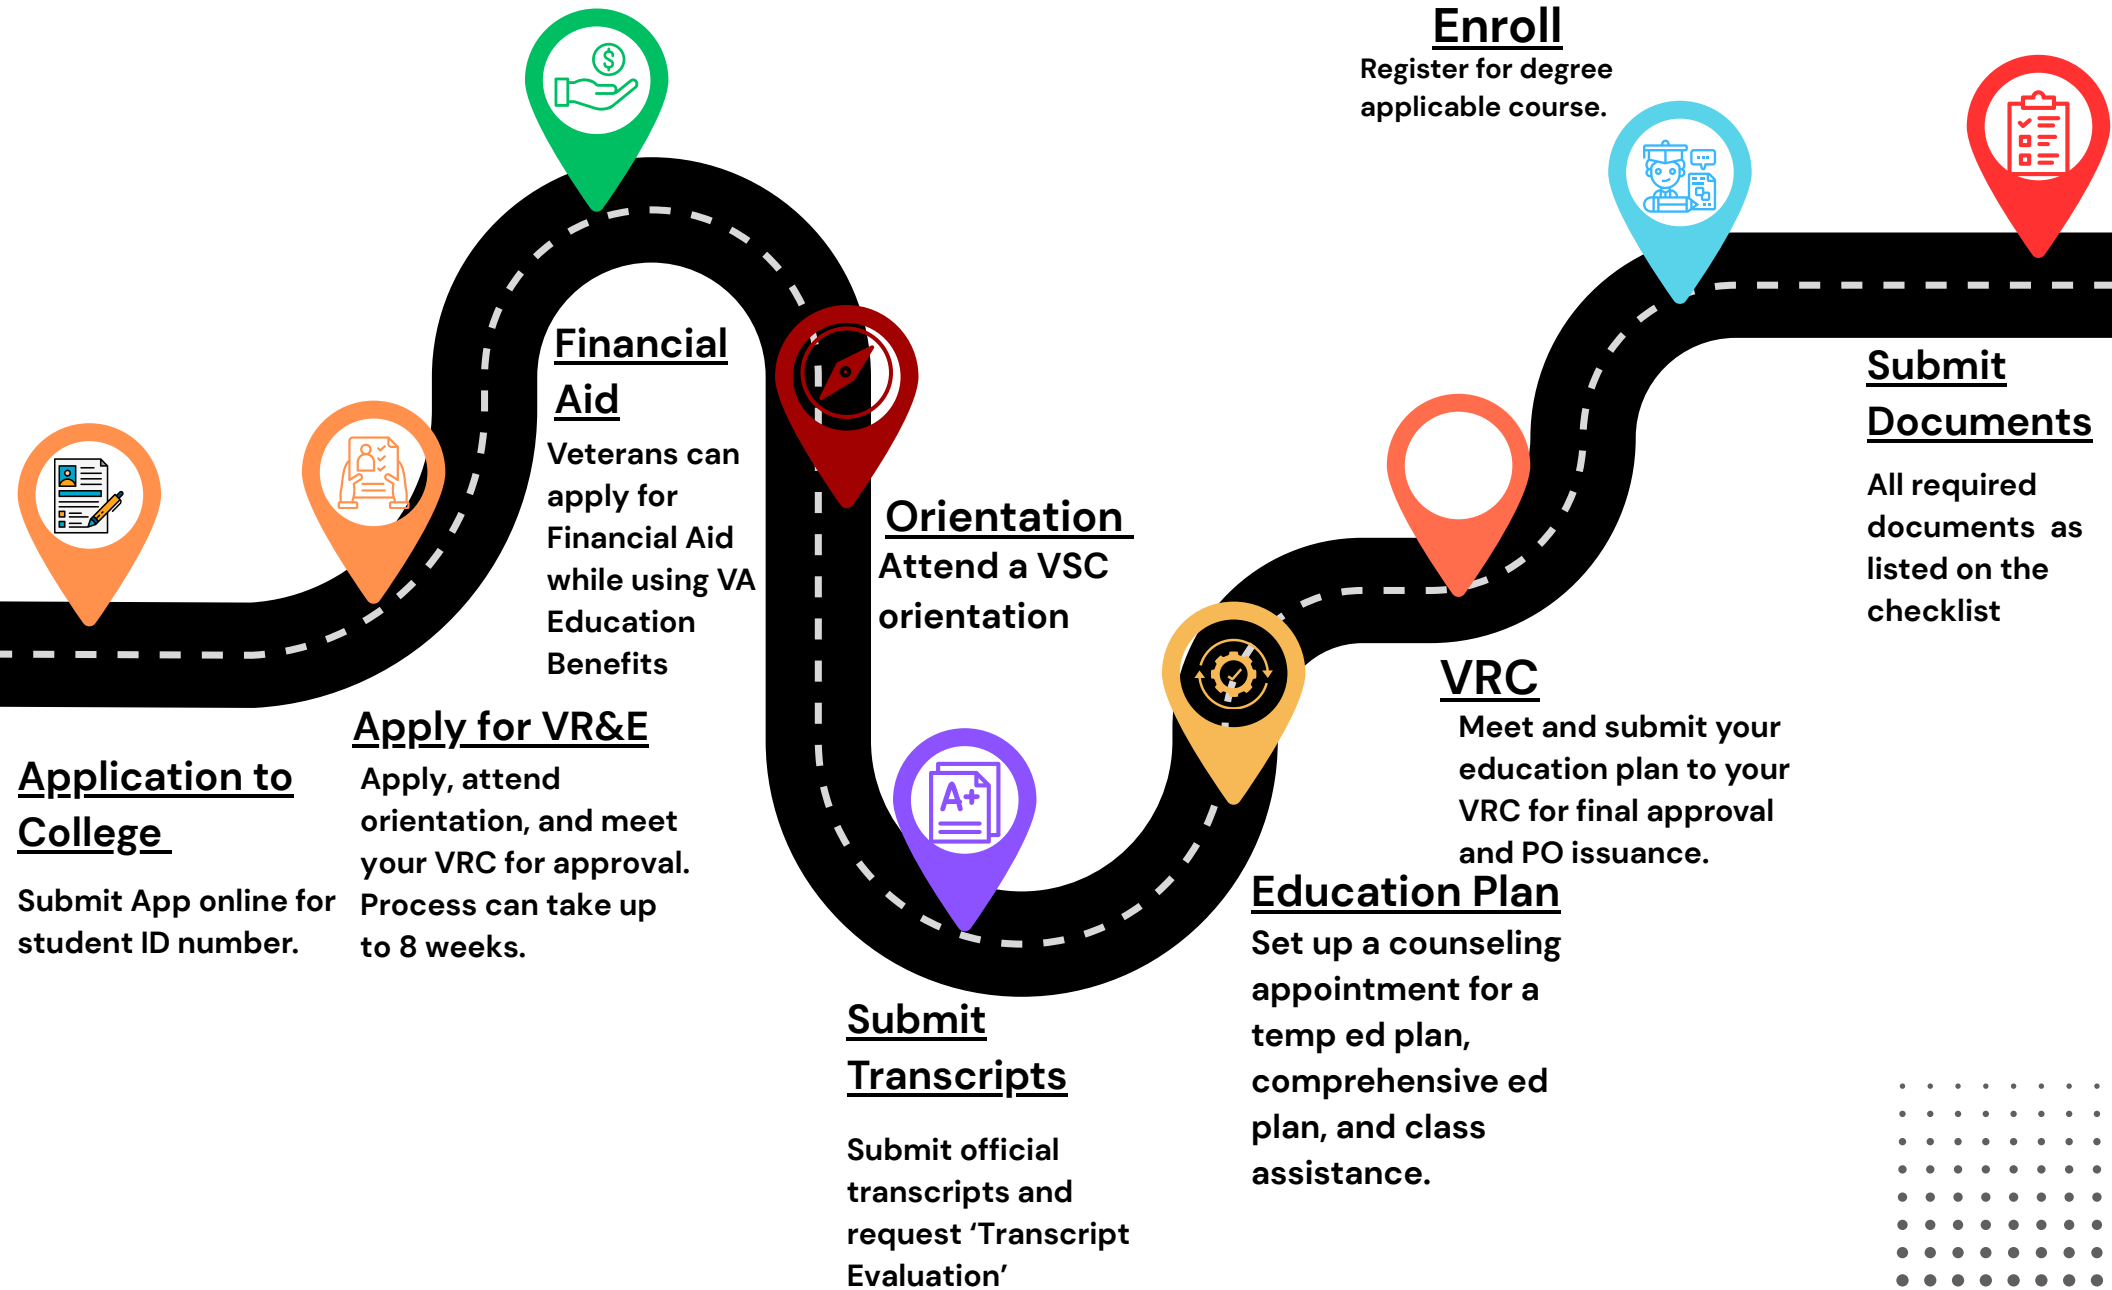 Application to
College
Submit App online for
student ID number.
Apply for VR&E
Apply, attend
orientation, and meet
your VRC for approval.
Process can take up
to 8 weeks.
$
Financial
Aid
Veterans can
apply for
Financial Aid
while using VA
Education
Benefits
Orientation
Attend a VSC
orientation
A+
Submit
Transcripts
Submit official
transcripts and
request ‘Transcript
Evaluation’
Education Plan
Set up a counseling
appointment for a
temp ed plan,
comprehensive ed
plan, and class
assistance.
VRC
Meet and submit your
education plan to your
VRC for final approval
and PO issuance.
Enroll
Register for degree
applicable course.
Submit
Documents
All required
documents as
listed on the
checklist